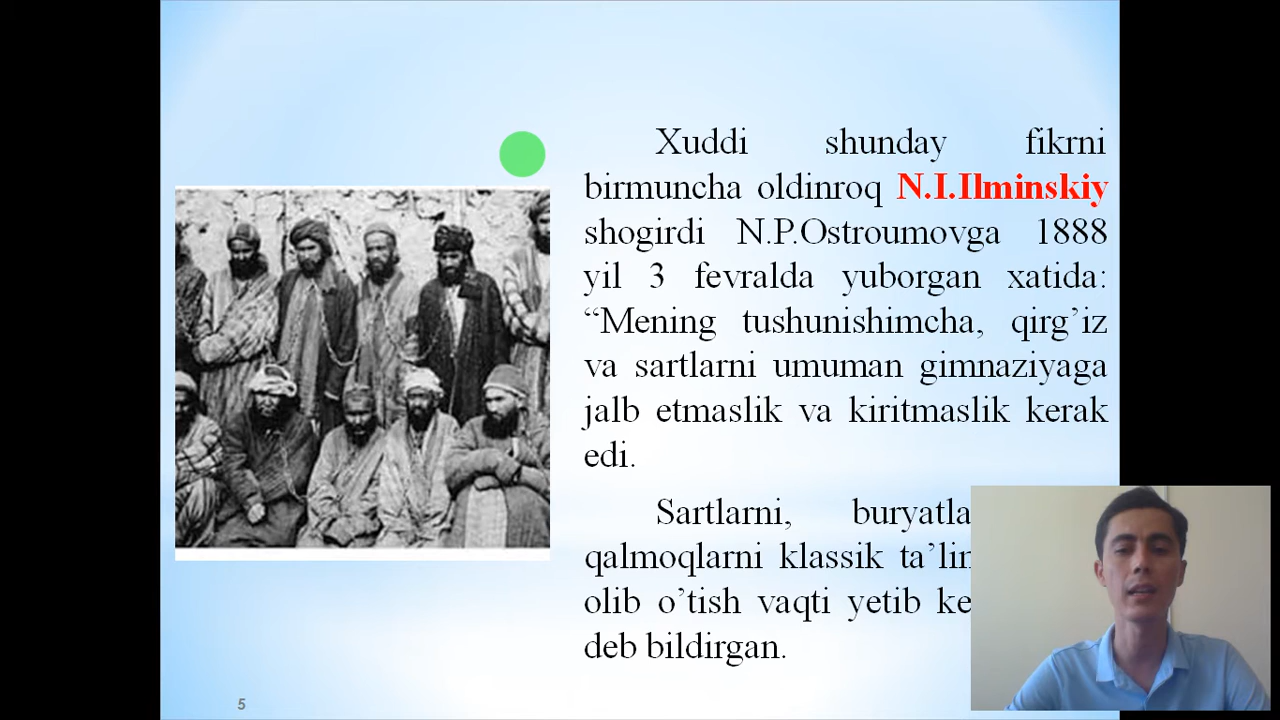 Xuddi shunday fikrni
birmuncha oldinroq N.I.Ilminskiy
shogirdi N.P.Ostroumovga 1888
yil 3 fevralda yuborgan xatida:
“Mening tushunishimcha, qirg’iz
va sartlarni umuman gimnaziyaga
jalb etmaslik va kiritmaslik kerak
edi.
Sartlarni,
qalmoqlarni klassik
olib o’tish vaqti yetib
deb bildirgan.
5